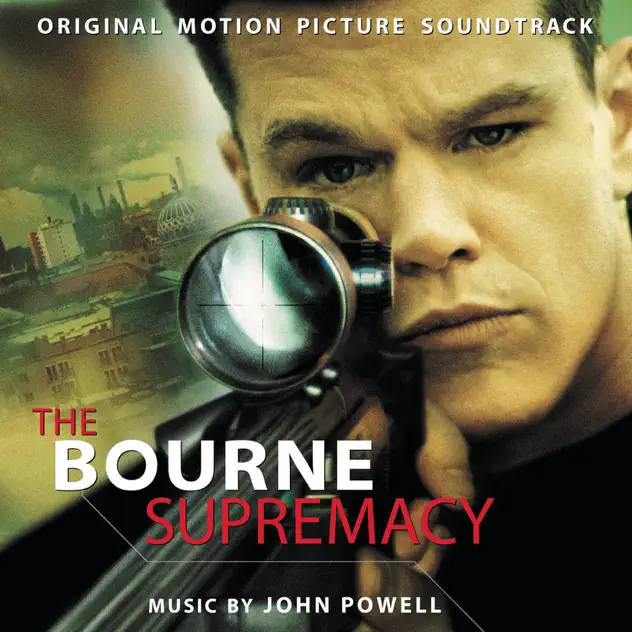 ORIGINAL MOTION PICTURE SOUNDTRACK
THE
BOURNE
SUPREMACY
MUSIC BY JOHN POWELL